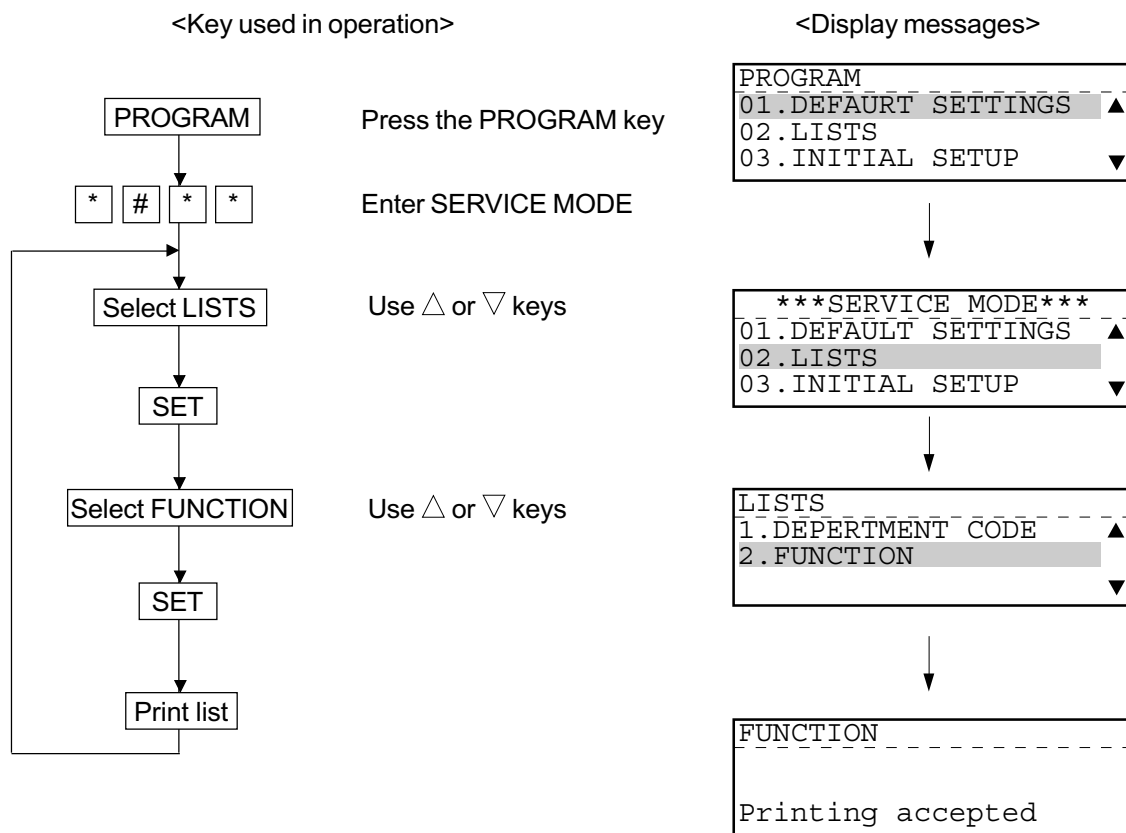 <Key used in operation>
<Display messages>
PROGRAM
Press the PROGRAM key
* # * *
Enter SERVICE MODE
Select LISTS
Use △ or ▽ keys
SET
Select FUNCTION
Use △ or ▽ keys
SET
Print list
PROGRAM
01.DEFAURT SETTINGS ▲
02.LISTS
03.INITIAL SETUP ▼
***SERVICE MODE***
01.DEFAULT SETTINGS ▲
02.LISTS
03.INITIAL SETUP ▼
LISTS
1.DEPERTMENT CODE ▲
2.FUNCTION
▼
FUNCTION
Printing accepted